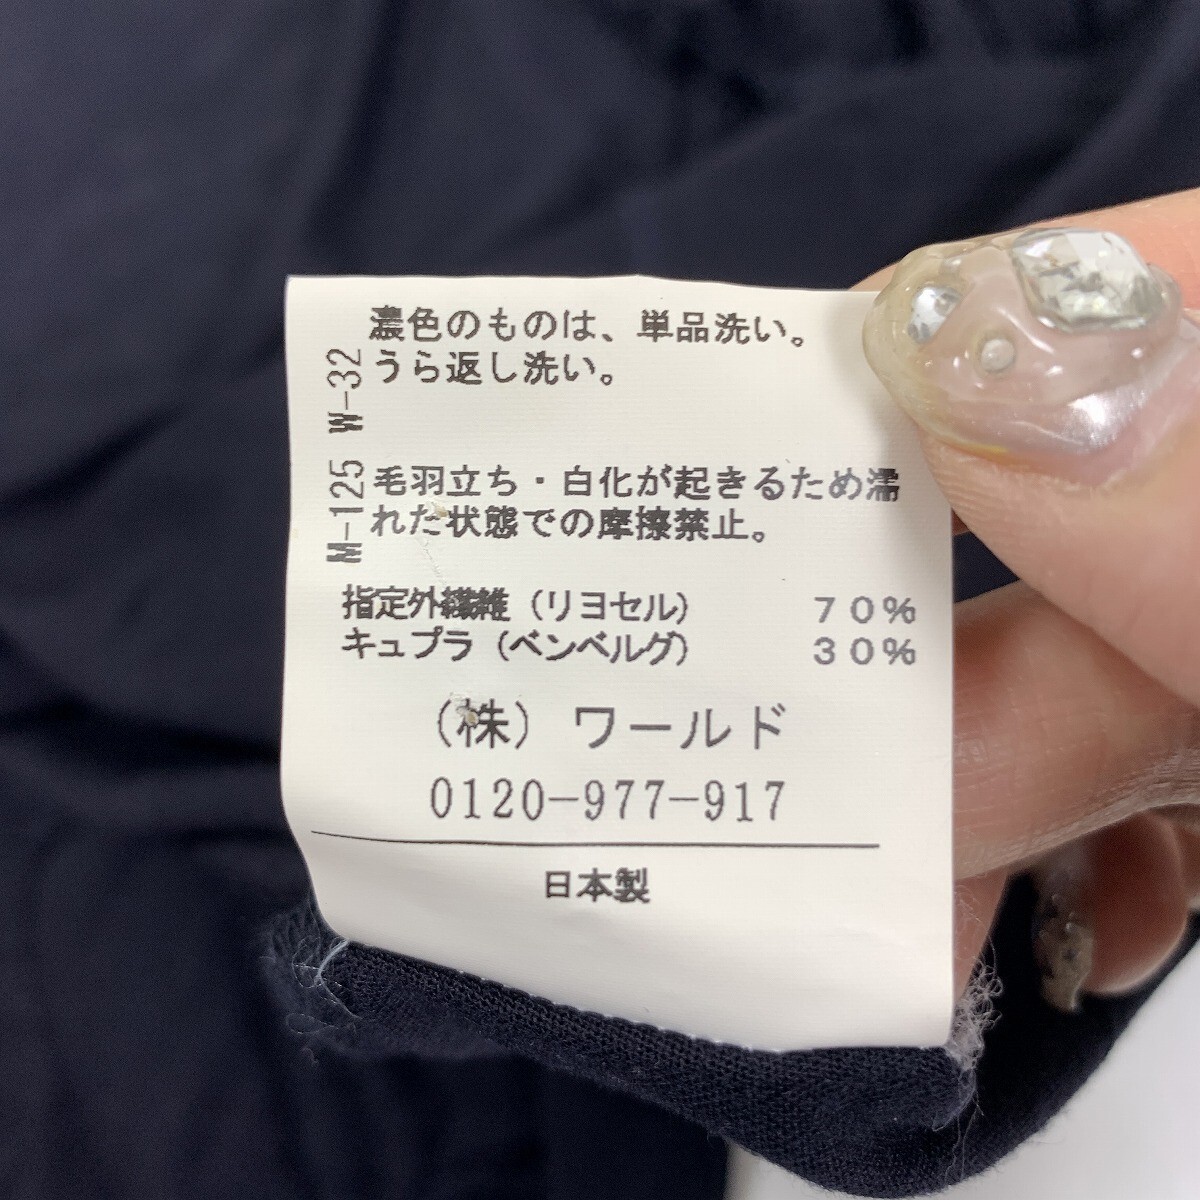 濃色のものは、単品洗い。
うら返し洗い。
M-125 W-32
毛羽立ち・白化が起きるため濡
れた状態での摩擦禁止。
指定外繊維（リヨセル） 70%
キュプラ（ベンベルグ） 30%
（株）ワールド
0120-977-917
日本製